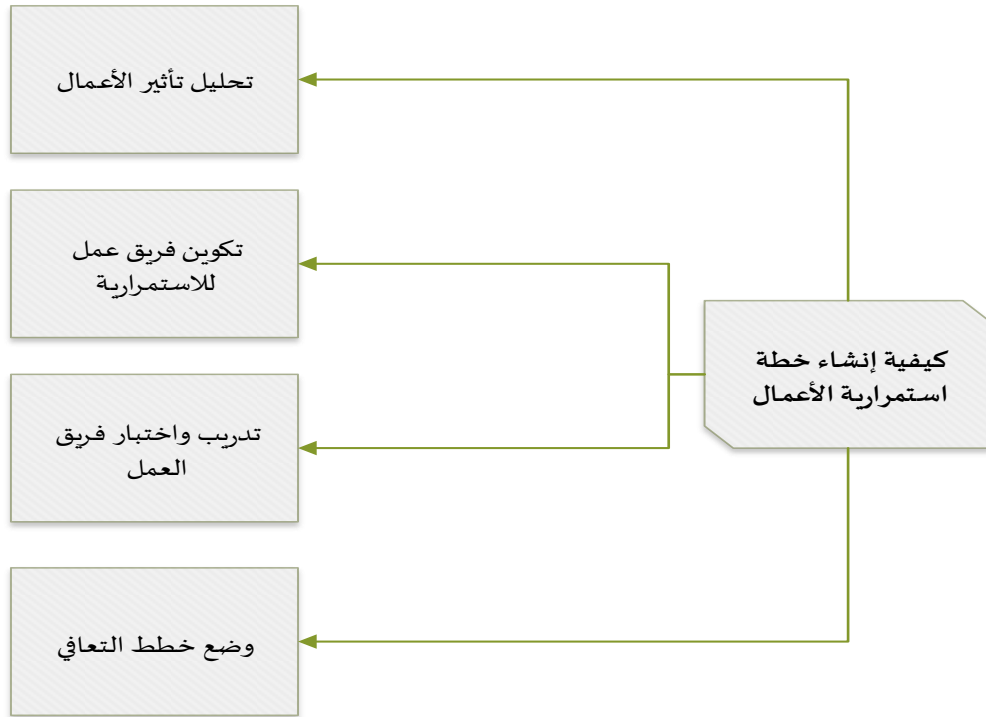 كيفية إنشاء خطة
استمرارية الأعمال
تحليل تأثير الأعمال
تكوين فريق عمل
للاستمرارية
تدريب واختبار فريق
العمل
وضع خطط التعافي